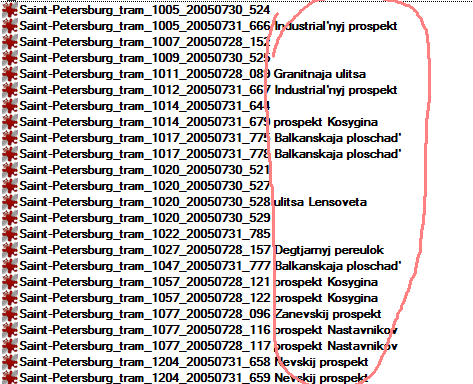 Saint-Petersburg_tram_1005_20050730_524
Saint-Petersburg_tram_1005_20050731_666 Industrial'nyj prospekt
Saint-Petersburg_tram_1007_20050728_152
Saint-Petersburg_tram_1009_20050730_525
Saint-Petersburg_tram_1011_20050728_089 Granitnaja ulitsa
Saint-Petersburg_tram_1012_20050731_667 Industrial'nyj prospekt
Saint-Petersburg_tram_1014_20050731_644
Saint-Petersburg_tram_1014_20050731_679 prospekt Kosygina
Saint-Petersburg_tram_1017_20050731_775 Balkanskaja ploschad'
Saint-Petersburg_tram_1017_20050731_778 Balkanskaja ploschad'
Saint-Petersburg_tram_1020_20050730_521
Saint-Petersburg_tram_1020_20050730_527
Saint-Petersburg_tram_1020_20050730_528 ulitsa Lensoveta
Saint-Petersburg_tram_1020_20050730_529
Saint-Petersburg_tram_1022_20050731_785
Saint-Petersburg_tram_1027_20050728_157 Degtjarnyj pereulok
Saint-Petersburg_tram_1047_20050731_777 Balkanskaja ploschad'
Saint-Petersburg_tram_1057_20050728_121 prospekt Kosygina
Saint-Petersburg_tram_1057_20050728_122 prospekt Kosygina
Saint-Petersburg_tram_1077_20050728_096 Zanevskij prospekt
Saint-Petersburg_tram_1077_20050728_116 prospekt Nastavnikov
Saint-Petersburg_tram_1077_20050728_117 prospekt Nastavnikov
Saint-Petersburg_tram_1204_20050731_658 Nevskij prospekt
Saint-Petersburg_tram_1204_20050731_659 Nevskij prospekt